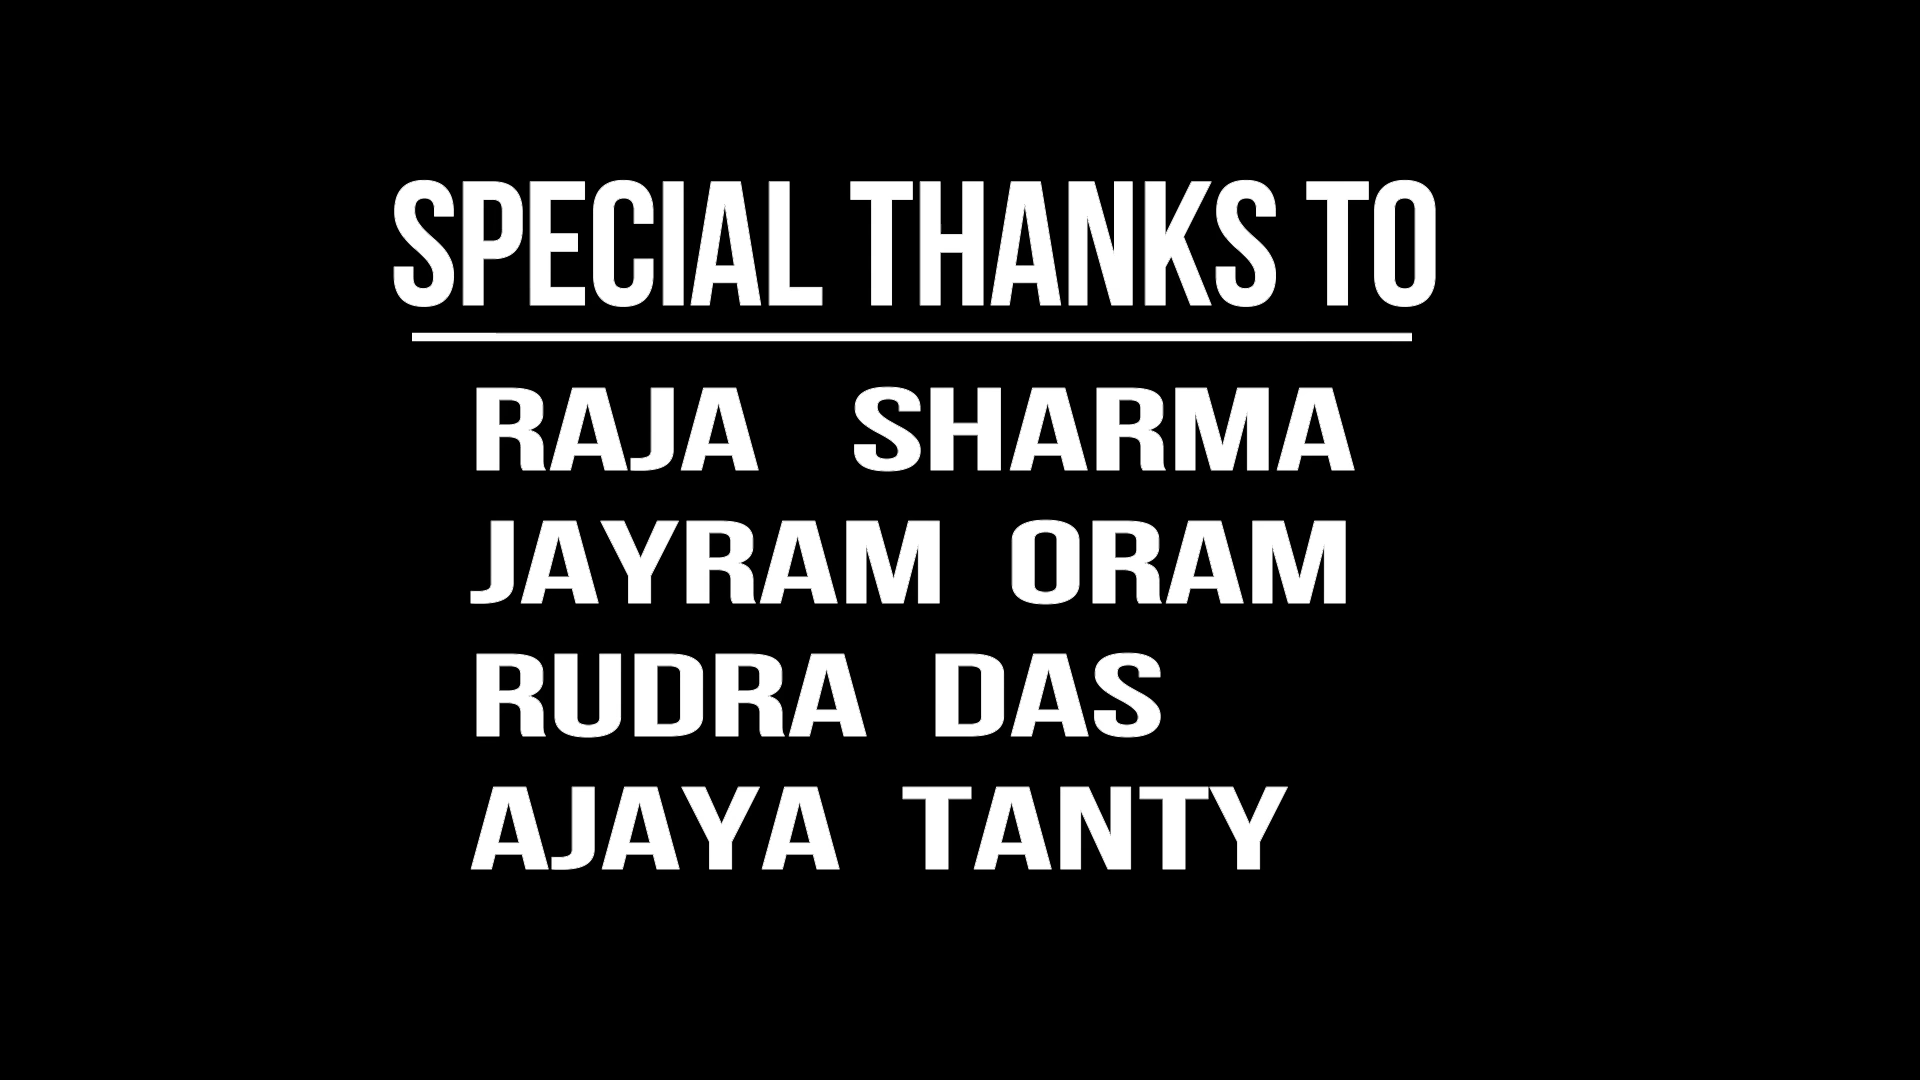 SPECIAL THANKS TO
RAJA SHARMA
JAYRAM ORAM
RUDRA DAS
AJAYA TANTY